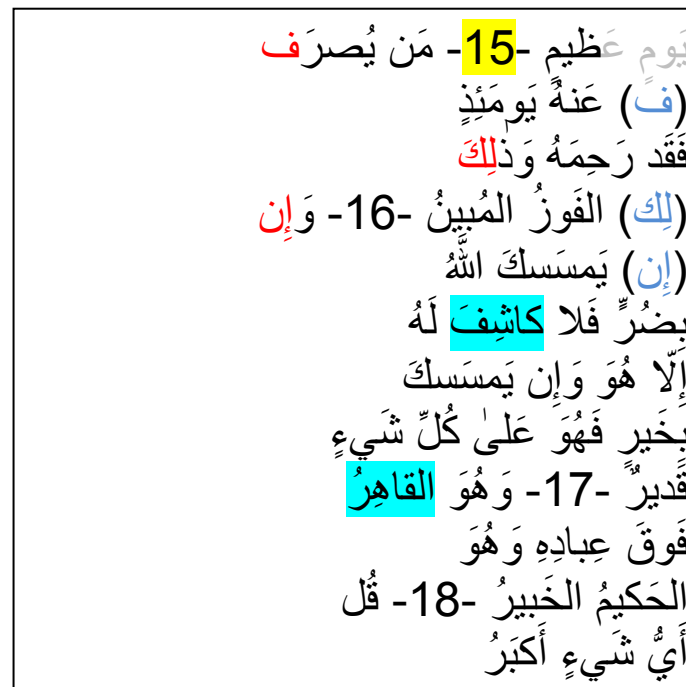 يَومٍ عَظيمٍ -15- مَن يُصرَف
(ف) عَنهُ يَومَئِذٍ
فَقَد رَحِمَهُ وَذٰلِكَ
(لِك) الفَوزُ المُبينُ -16- وَإِن
(إِن) يَمسَسكَ اللَّهُ
بِضُرٍّ فَلا كاشِفَ لَهُ
إِلّا هُوَ وَإِن يَمسَسكَ
بِخَيرٍ فَهُوَ عَلىٰ كُلِّ شَيءٍ
قَديرٌ -17- وَهُوَ القاهِرُ
فَوقَ عِبادِهِ وَهُوَ
الحَكيمُ الخَبيرُ -18- قُل
أَيُّ شَيءٍ أَكبَرُ